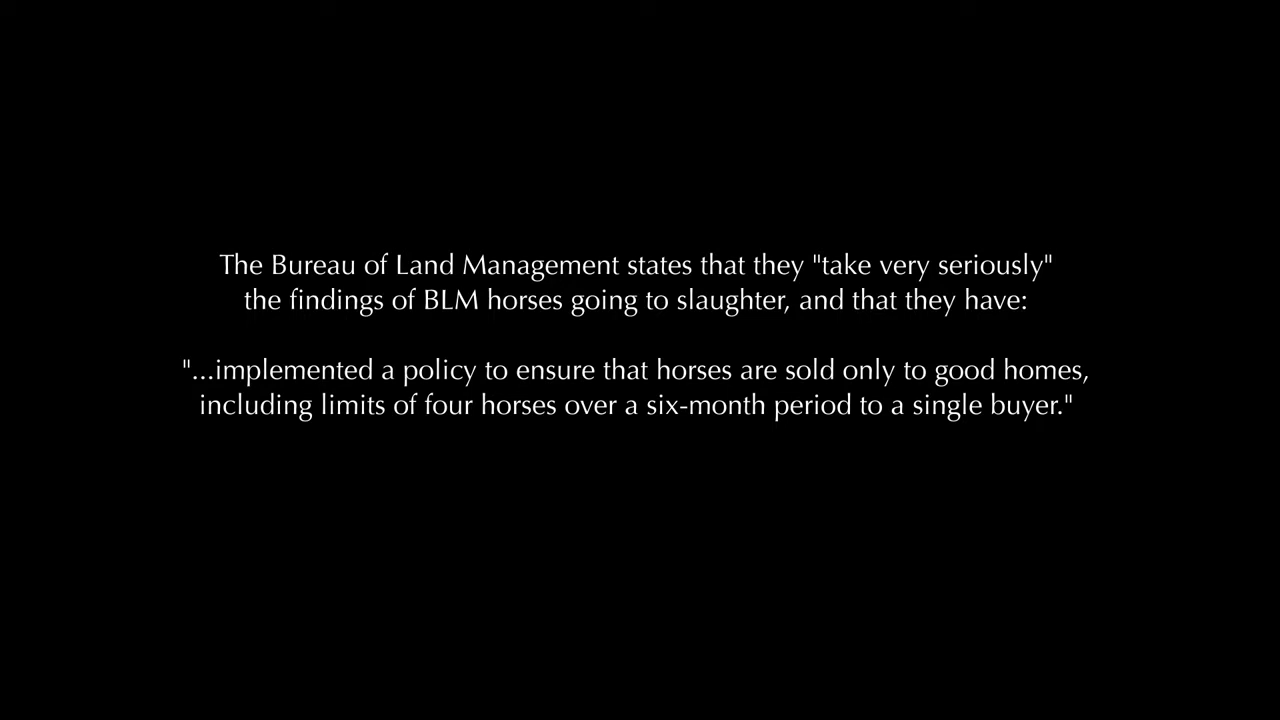 The Bureau of Land Management states that they "take very seriously"
the findings of BLM horses going to slaughter, and that they have:
"...implemented a policy to ensure that horses are sold only to good homes,
including limits of four horses over a six-month period to a single buyer."